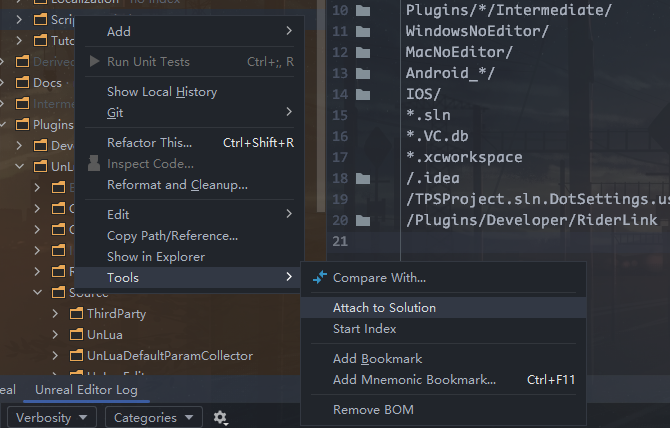 Localization no index
Scrip
Tuto
Derived
Docs
Interme
Plugins
Deve
UnLu
Source
ThirdParty
UnLua
UnLuaDefaultParamCollector
Add
Run Unit Tests Ctrl+;, R
Show Local History
Git
Refactor This... Ctrl+Shift+R
Inspect Code...
Reformat and Cleanup...
Edit
Copy Path/Reference...
Show in Explorer
Tools
Compare With...
Attach to Solution
Start Index
Add Bookmark
Add Mnemonic Bookmark... Ctrl+F11
Remove BOM
10 Plugins/*/Intermediate/
11 WindowsNoEditor/
12 MacNoEditor/
13 Android_*/
14 IOS/
15 *.sln
16 *.VC.db
17 *.xcworkspace
18 /.idea
19 /TPSProject.sln.DotSettings.us
20 /Plugins/Developer/RiderLink
21
eal Unreal Editor Log
Verbosity Categories